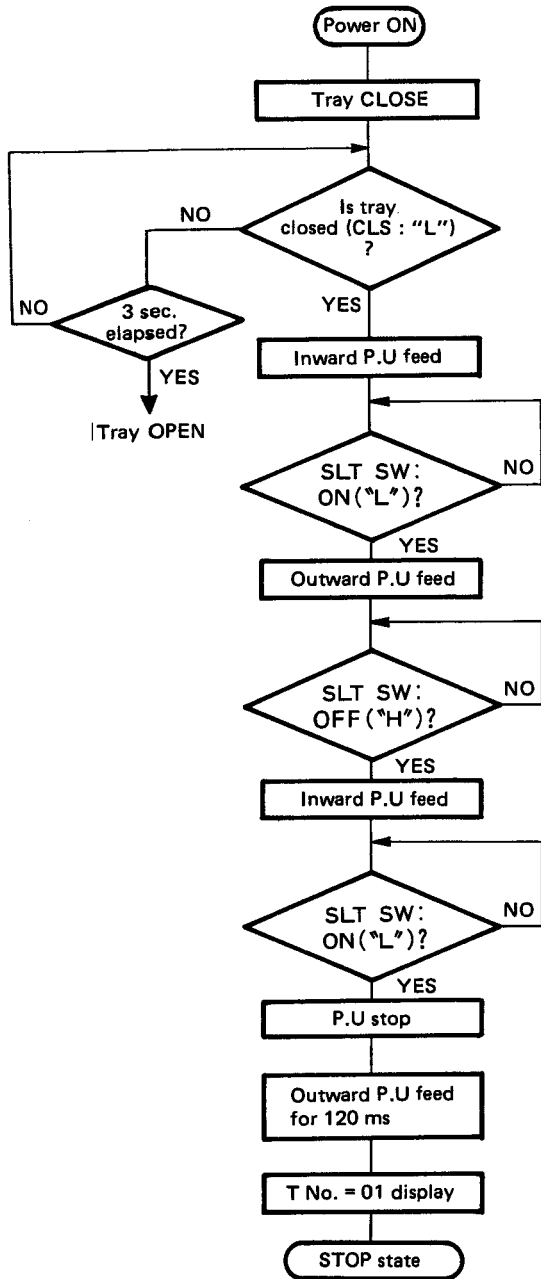 Power ON
Tray CLOSE
Is tray
closed (CLS : "L")
?
NO
YES
3 sec.
elapsed?
NO
YES
Tray OPEN
Inward P.U feed
SLT SW:
ON("L")?
NO
YES
Outward P.U feed
SLT SW:
OFF("H")?
NO
YES
Inward P.U feed
SLT SW:
ON("L")?
NO
YES
P.U stop
Outward P.U feed
for 120 ms
T No. = 01 display
STOP state